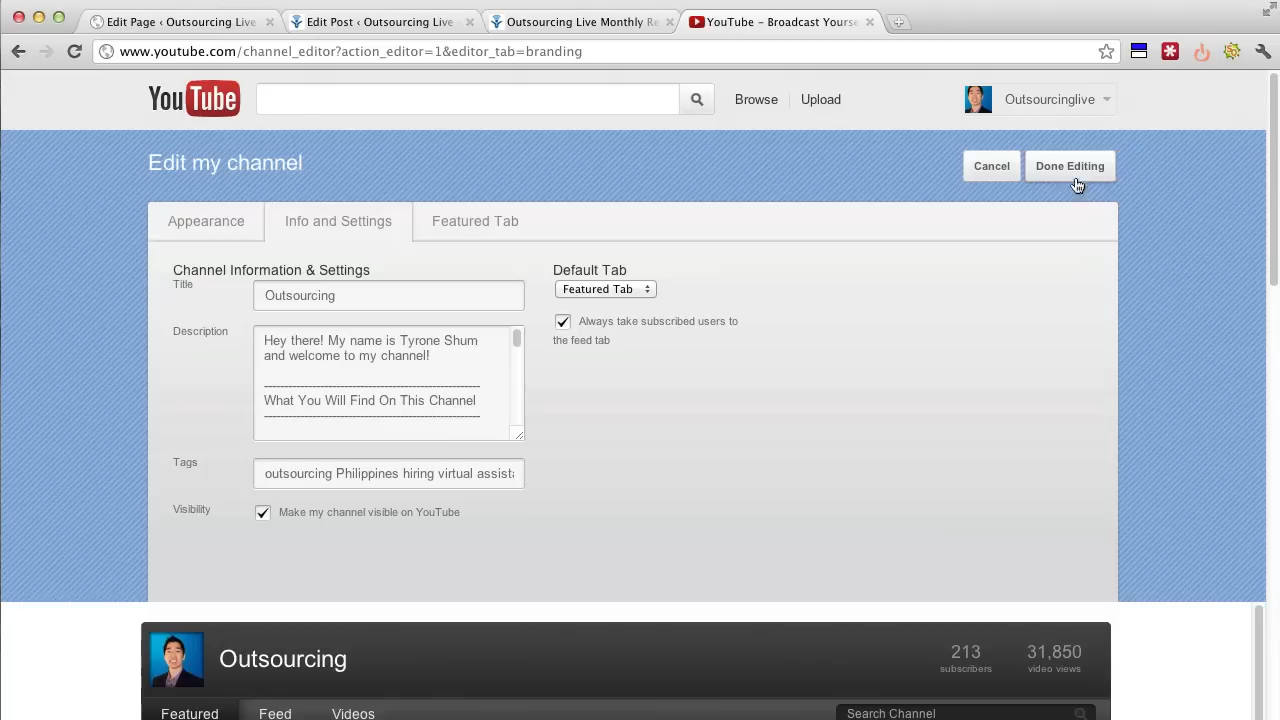 Edit Page ‹ Outsourcing Live
Edit Post ‹ Outsourcing Live
Outsourcing Live Monthly Re
YouTube – Broadcast Yourse
www.youtube.com/channel_editor?action_editor=1&editor_tab=branding
YouTube
Browse
Upload
Outsourcinglive
Edit my channel
Cancel
Done Editing
Appearance
Info and Settings
Featured Tab
Channel Information & Settings
Title
Outsourcing
Description
Hey there! My name is Tyrone Shum
and welcome to my channel!
------------------------------------------------------
What You Will Find On This Channel
------------------------------------------------------
Tags
outsourcing Philippines hiring virtual assista
Visibility
Make my channel visible on YouTube
Default Tab
Featured Tab
Always take subscribed users to
the feed tab
Outsourcing
213
subscribers
31,850
video views
Featured
Feed
Videos
Search Channel